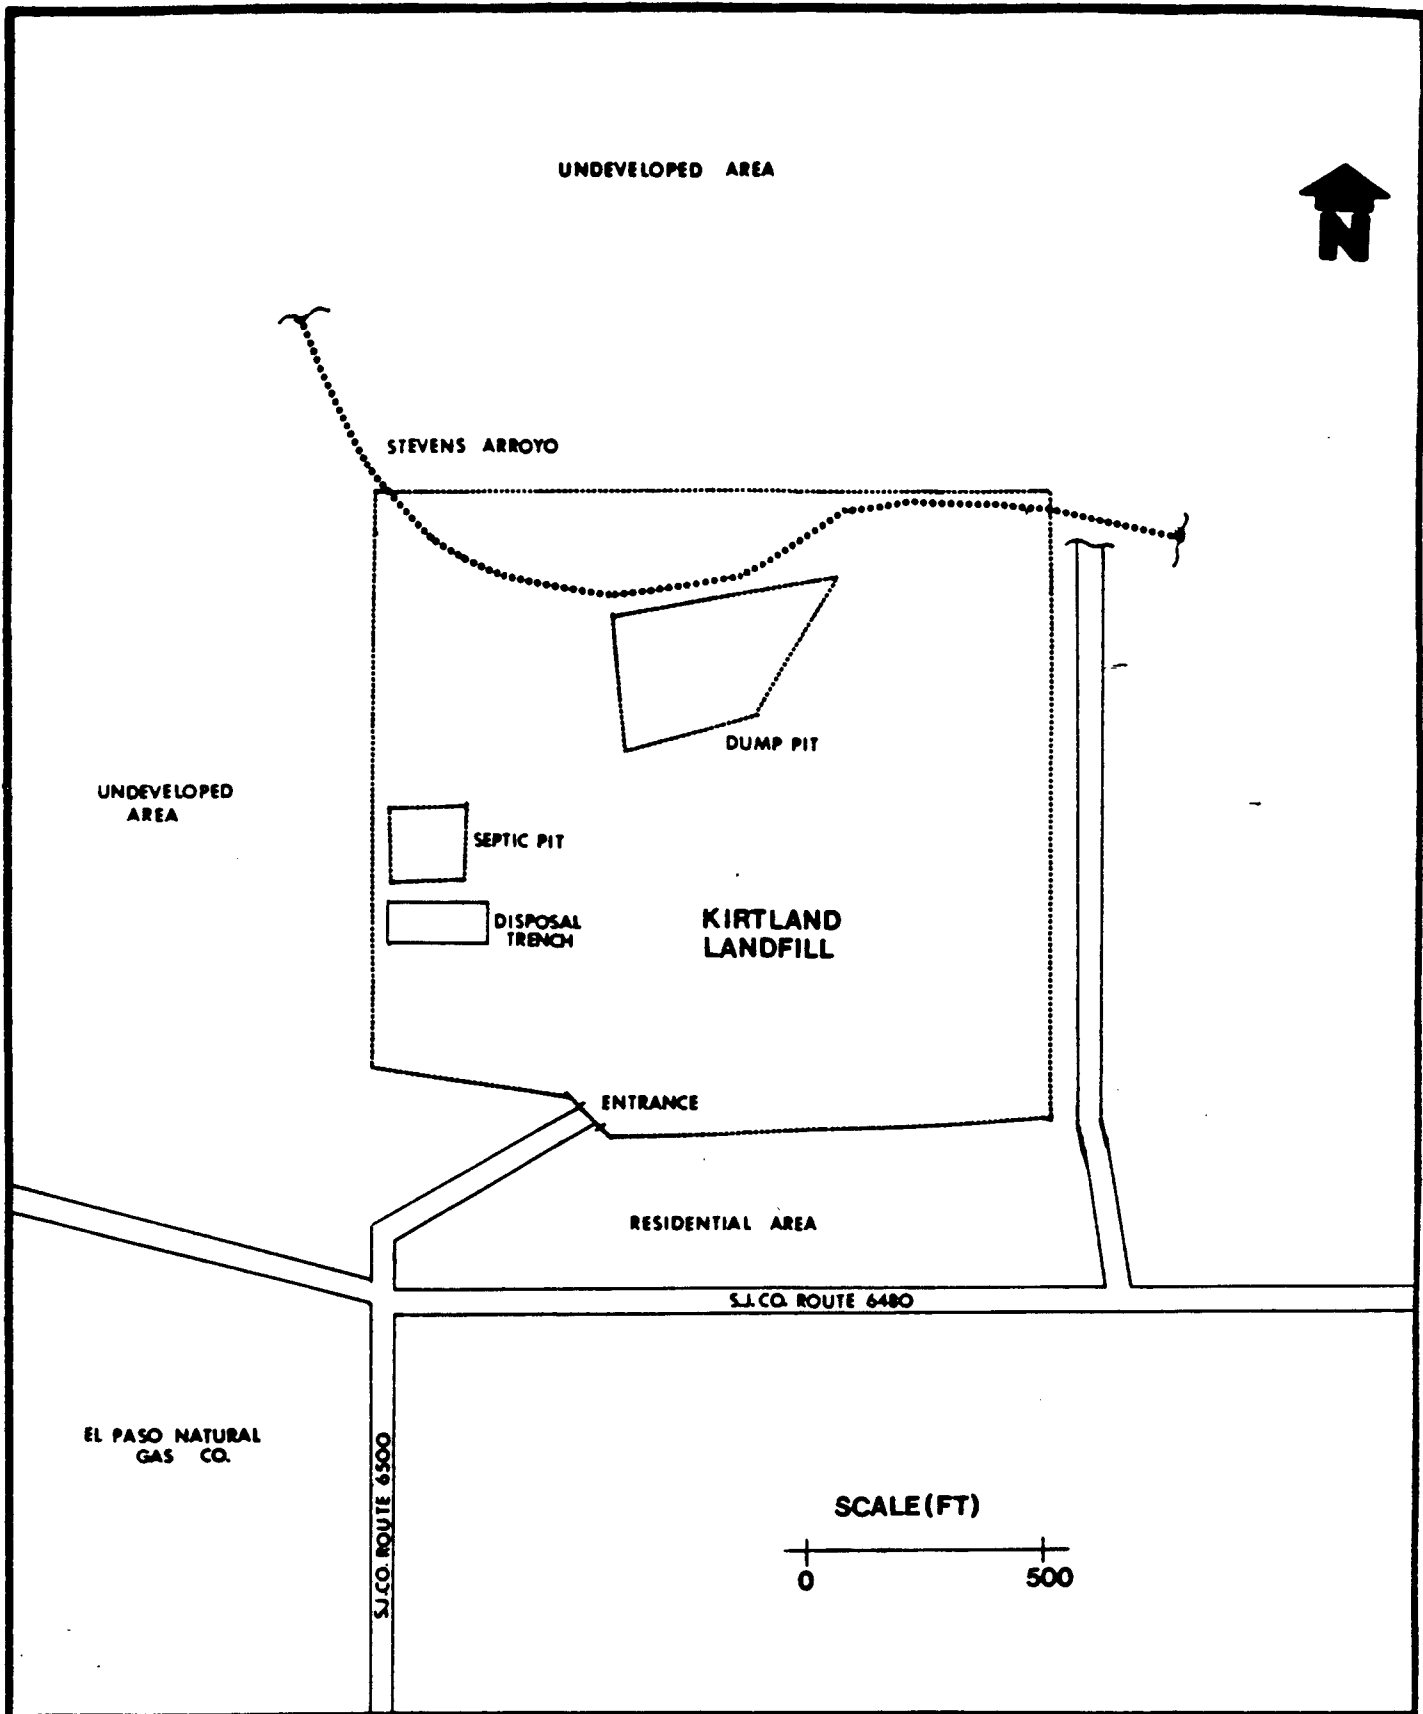 UNDEVELOPED AREA
N
STEVENS ARROYO
DUMP PIT
UNDEVELOPED
AREA
SEPTIC PIT
DISPOSAL
TRENCH
KIRTLAND
LANDFILL
ENTRANCE
RESIDENTIAL AREA
S.J.CO. ROUTE 6480
EL PASO NATURAL
GAS CO.
S.J.CO. ROUTE 6500
SCALE(FT)
0 500